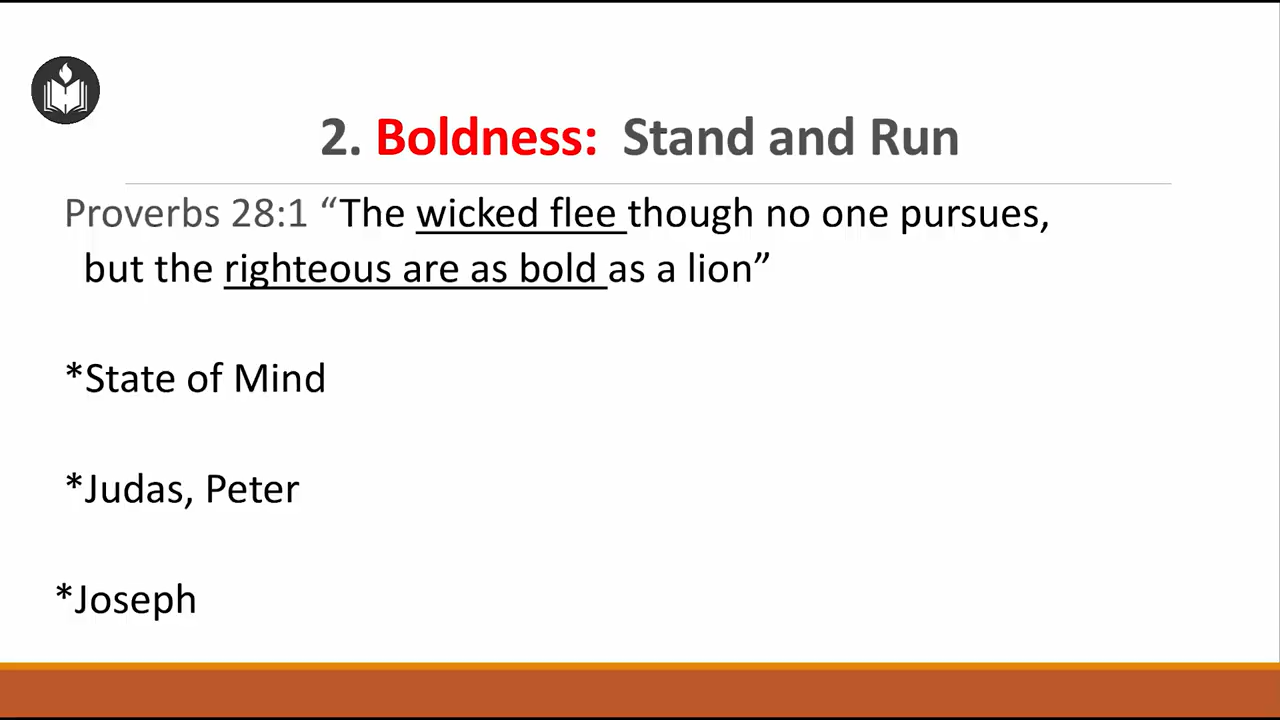 2. Boldness: Stand and Run
Proverbs 28:1 “The wicked flee though no one pursues,
but the righteous are as bold as a lion”
*State of Mind
*Judas, Peter
*Joseph